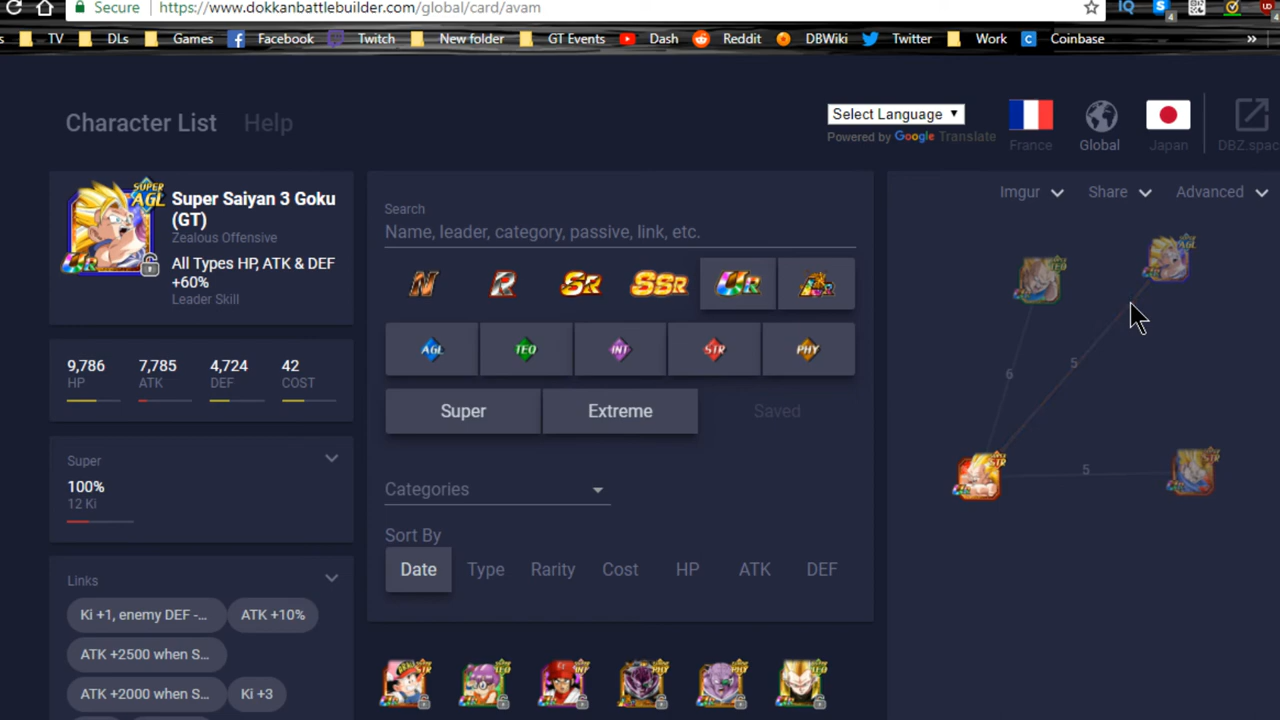 Secure https://www.dokkanbattlebuilder.com/global/card/avam
TV DLs Games Facebook Twitch New folder GT Events Dash Reddit DBWiki Twitter Work Coinbase »
Character List Help
Select Language
Powered by Google Translate
France Global Japan DBZ.spac
Super Saiyan 3 Goku (GT)
Zealous Offensive
All Types HP, ATK & DEF +60%
Leader Skill
9,786 7,785 4,724 42
HP ATK DEF COST
Super
100%
12 Ki
Links
Ki +1, enemy DEF -... ATK +10%
ATK +2500 when S...
ATK +2000 when S... Ki +3
Search
Name, leader, category, passive, link, etc.
N R SR SSR UR LR
AGL TEQ INT STR PHY
Super Extreme Saved
Categories
Sort By
Date Type Rarity Cost HP ATK DEF
Imgur Share Advanced
6 5
5